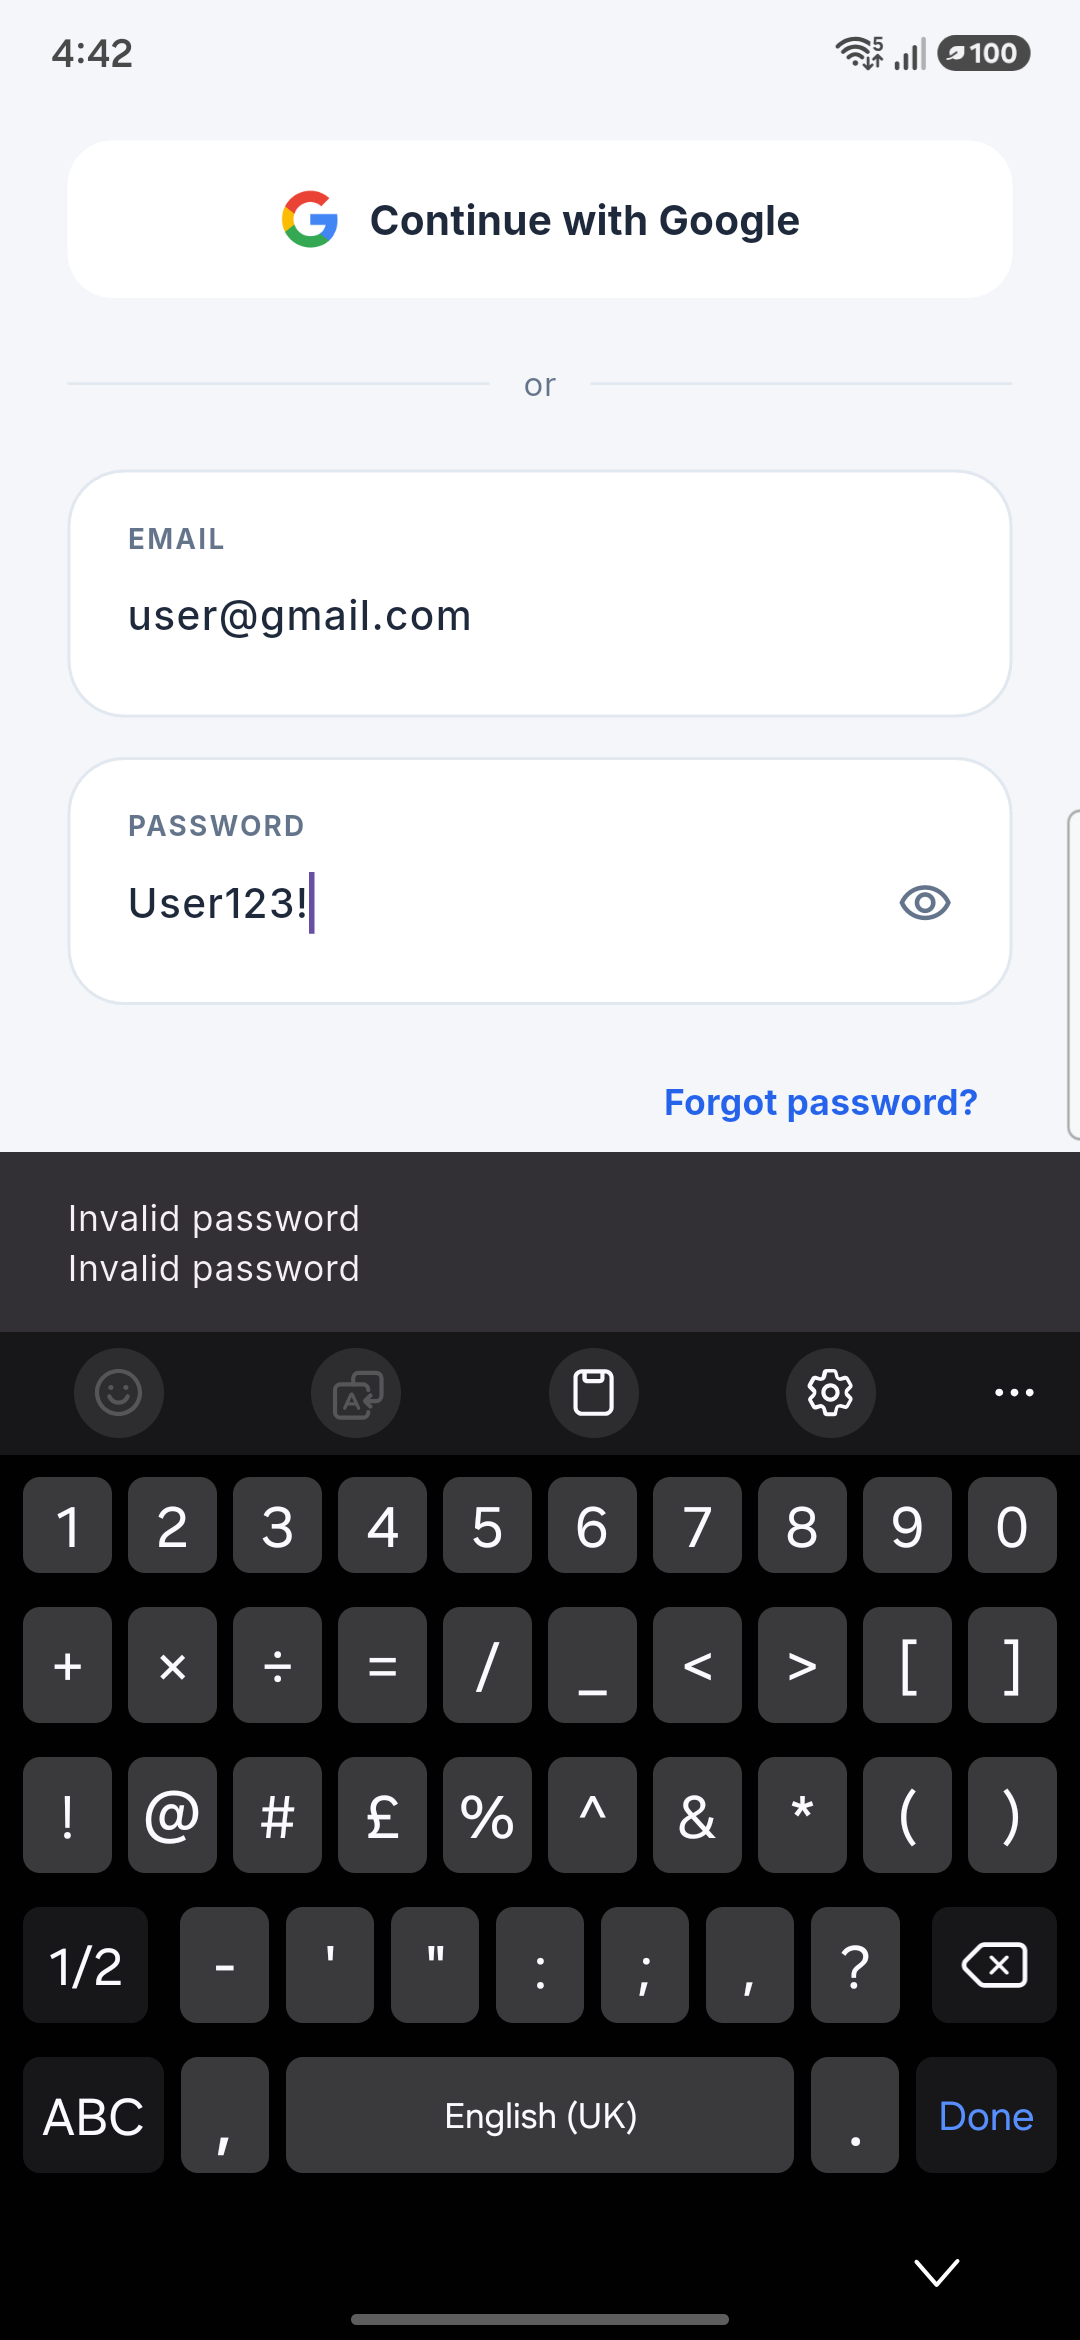 4:42
5
100
Continue with Google
or
EMAIL
user@gmail.com
PASSWORD
User123!
Forgot password?
Invalid password
Invalid password
A
1 2 3 4 5 6 7 8 9 0
+ × ÷ = / _ < > [ ]
! @ # £ % ^ & * ( )
1/2 - ' " : ; , ?
ABC , English (UK) . Done